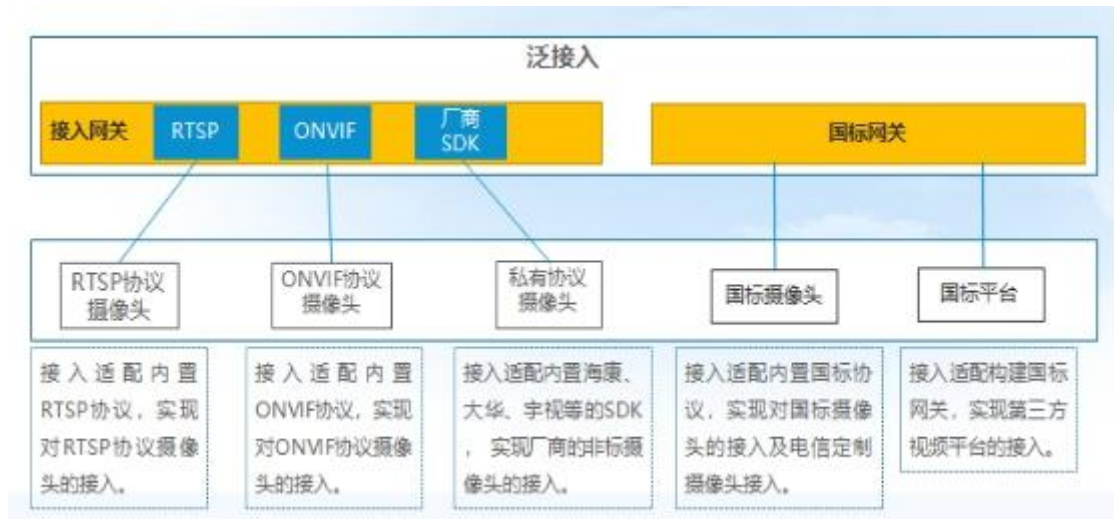 泛接入
接入网关
RTSP
ONVIF
厂商
SDK
国标网关
RTSP协议
摄像头
ONVIF协议
摄像头
私有协议
摄像头
国标摄像头
国标平台
接入适配内置
RTSP协议，实现
对RTSP协议摄像
头的接入。
接入适配内置
ONVIF协议，实现
对ONVIF协议摄像
头的接入。
接入适配内置海康、
大华、宇视等的SDK
，实现厂商的非标摄
像头的接入。
接入适配内置国标协
议，实现对国标摄像
头的接入及电信定制
摄像头接入。
接入适配构建国标
网关，实现第三方
视频平台的接入。